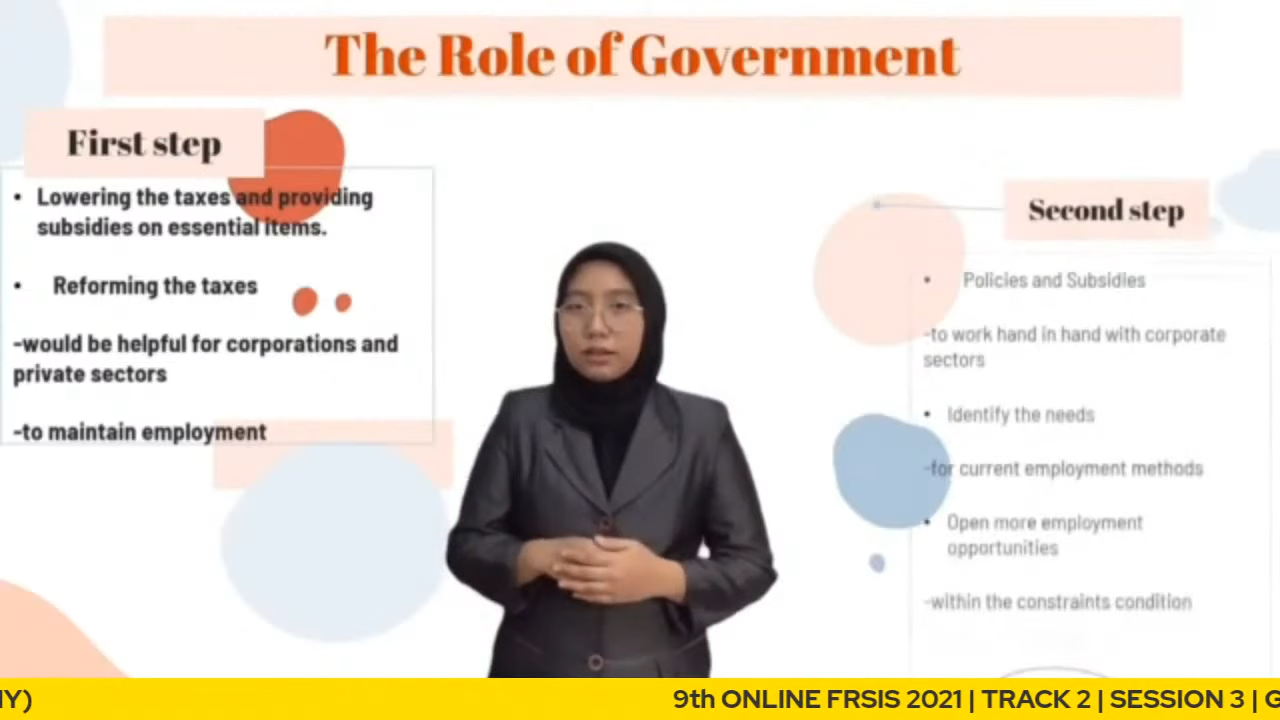 The Role of Government
First step
• Lowering the taxes and providing
subsidies on essential items.
• Reforming the taxes
-would be helpful for corporations and
private sectors
-to maintain employment
Second step
• Policies and Subsidies
-to work hand in hand with corporate
sectors
• Identify the needs
-for current employment methods
• Open more employment
opportunities
-within the constraints condition
9th ONLINE FRSIS 2021 | TRACK 2 | SESSION 3 |